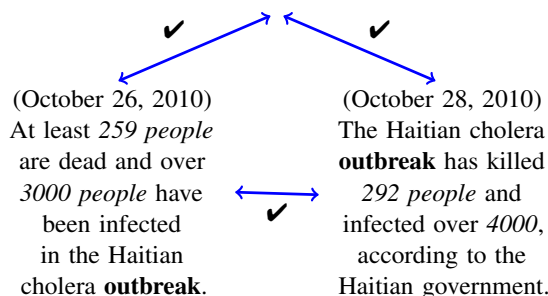 ✔ ✔
(October 26, 2010)
At least 259 people
are dead and over
3000 people have
been infected
in the Haitian
cholera outbreak.
✔
(October 28, 2010)
The Haitian cholera
outbreak has killed
292 people and
infected over 4000,
according to the
Haitian government.